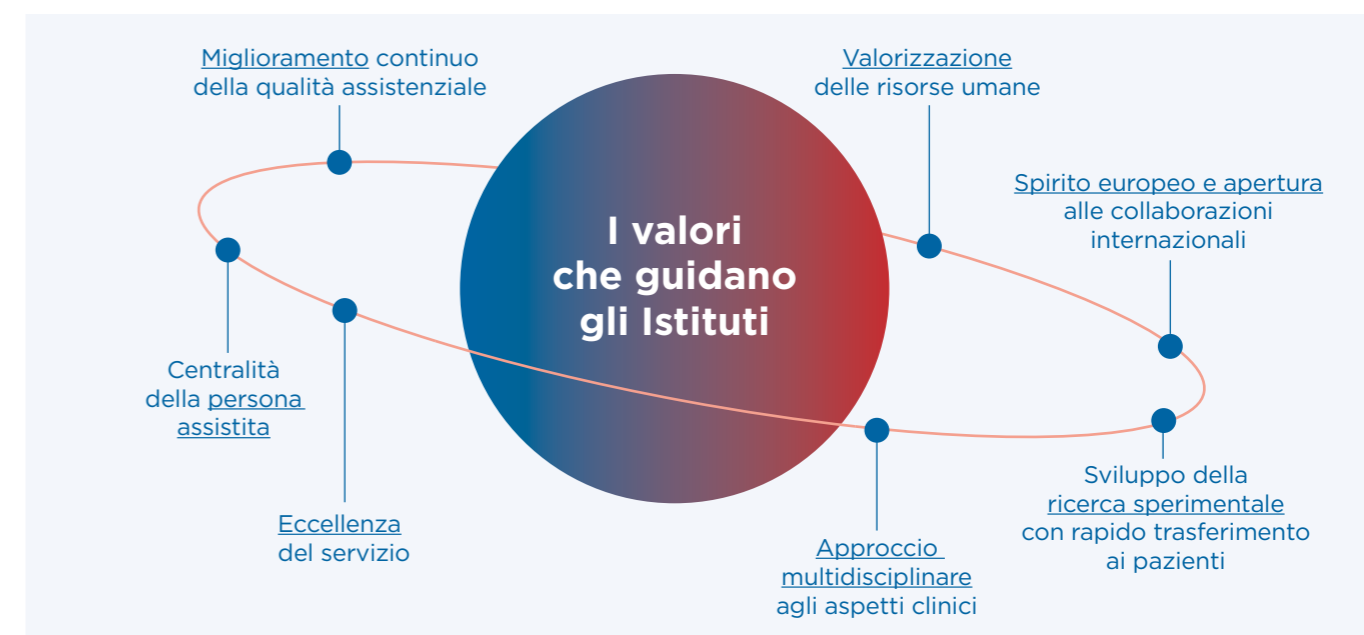 Miglioramento continuo
della qualità assistenziale
Valorizzazione
delle risorse umane
Spirito europeo e apertura
alle collaborazioni
internazionali
I valori
che guidano
gli Istituti
Centralità
della persona
assistita
Eccellenza
del servizio
Approccio
multidisciplinare
agli aspetti clinici
Sviluppo della
ricerca sperimentale
con rapido trasferimento
ai pazienti